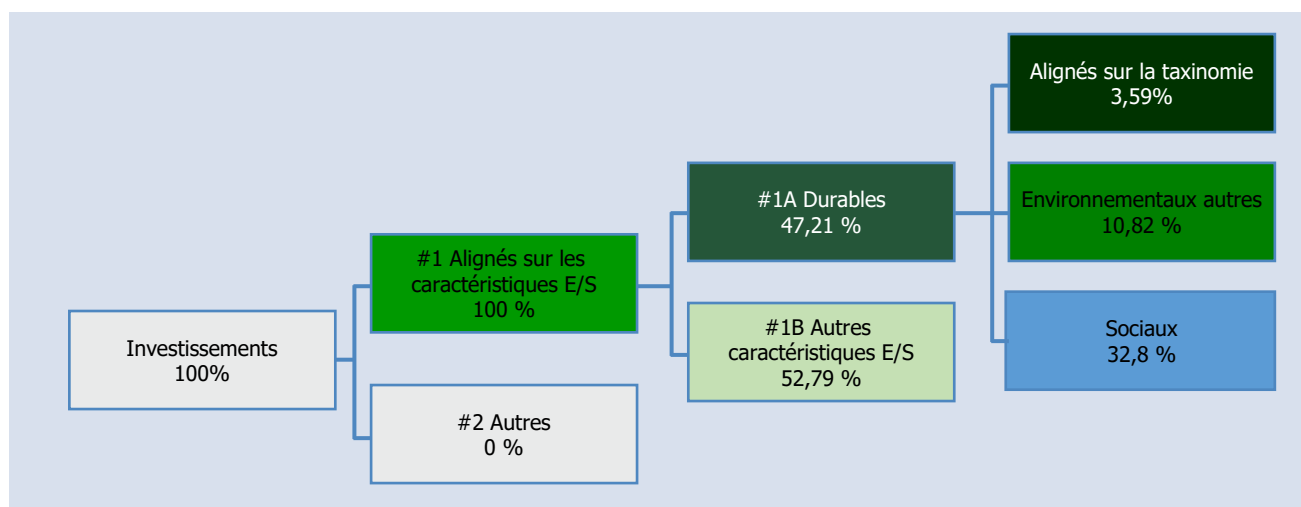 Investissements
100%
#1 Alignés sur les
caractéristiques E/S
100 %
#2 Autres
0 %
#1A Durables
47,21 %
#1B Autres
caractéristiques E/S
52,79 %
Alignés sur la taxinomie
3,59%
Environnementaux autres
10,82 %
Sociaux
32,8 %